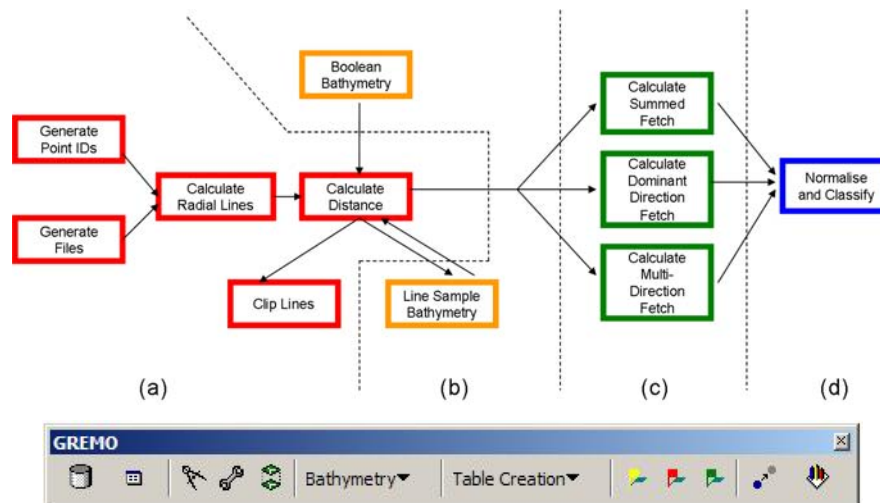 Boolean
Bathymetry
Generate
Point IDs
Generate
Files
Calculate
Radial Lines
Calculate
Distance
Clip Lines
Line Sample
Bathymetry
Calculate
Summed
Fetch
Calculate
Dominant
Direction
Fetch
Calculate
Multi-
Direction
Fetch
Normalise
and Classify
(a)
(b)
(c)
(d)
GREMO
Bathymetry
Table Creation